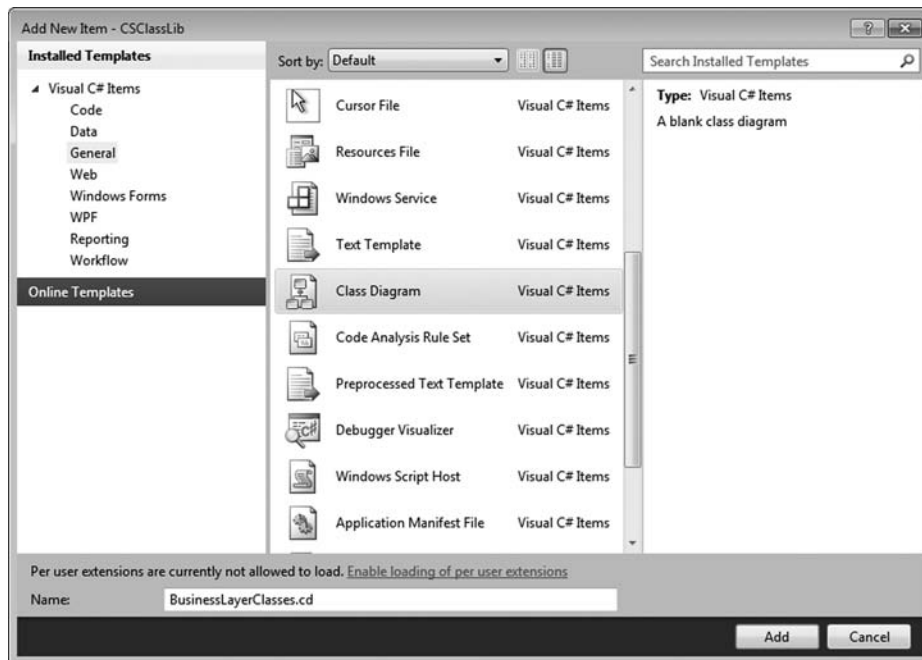 Add New Item - CSClassLib
Installed Templates
Visual C# Items
Code
Data
General
Web
Windows Forms
WPF
Reporting
Workflow
Online Templates
Sort by: Default
Cursor File Visual C# Items
Resources File Visual C# Items
Windows Service Visual C# Items
Text Template Visual C# Items
Class Diagram Visual C# Items
Code Analysis Rule Set Visual C# Items
Preprocessed Text Template Visual C# Items
Debugger Visualizer Visual C# Items
Windows Script Host Visual C# Items
Application Manifest File Visual C# Items
Search Installed Templates
Type: Visual C# Items
A blank class diagram
Per user extensions are currently not allowed to load. Enable loading of per user extensions
Name: BusinessLayerClasses.cd
Add Cancel